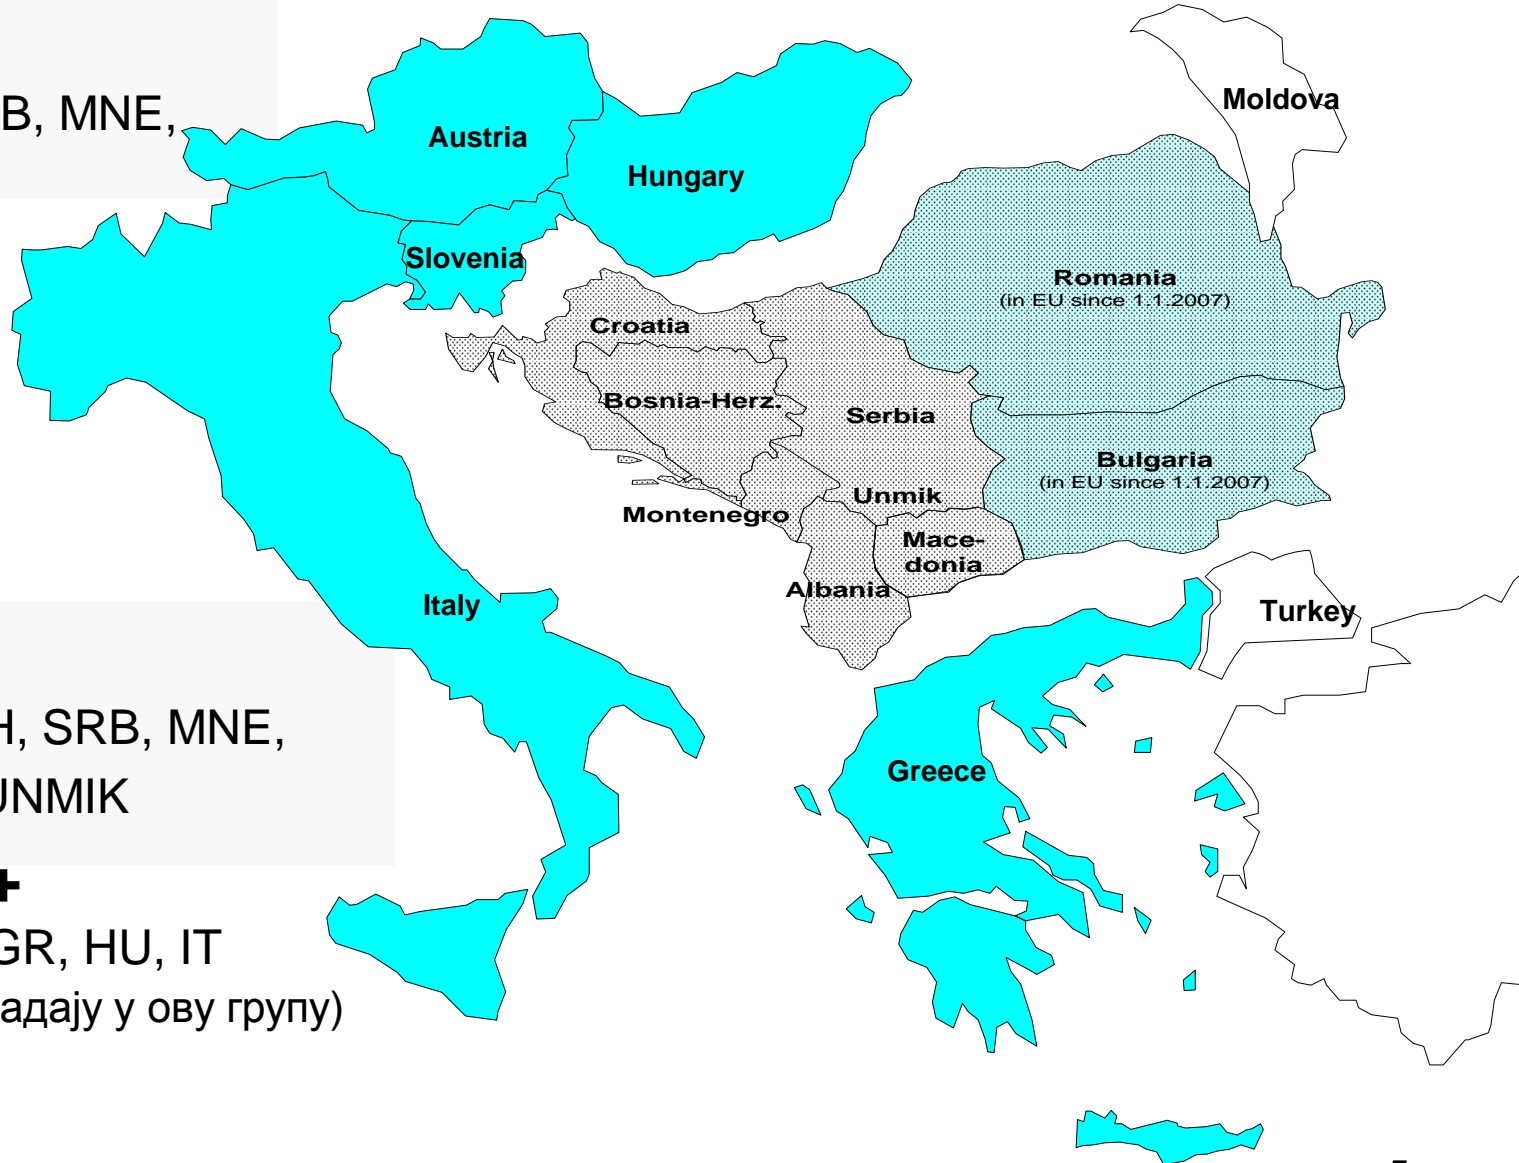 B, MNE,
H, SRB, MNE,
UNMIK
+
GR, HU, IT
адају у ову групу)
Moldova
Austria
Hungary
Slovenia
Romania
(in EU since 1.1.2007)
Croatia
Bosnia-Herz.
Serbia
Bulgaria
(in EU since 1.1.2007)
Unmik
Montenegro
Mace-
donia
Albania
Italy
Turkey
Greece